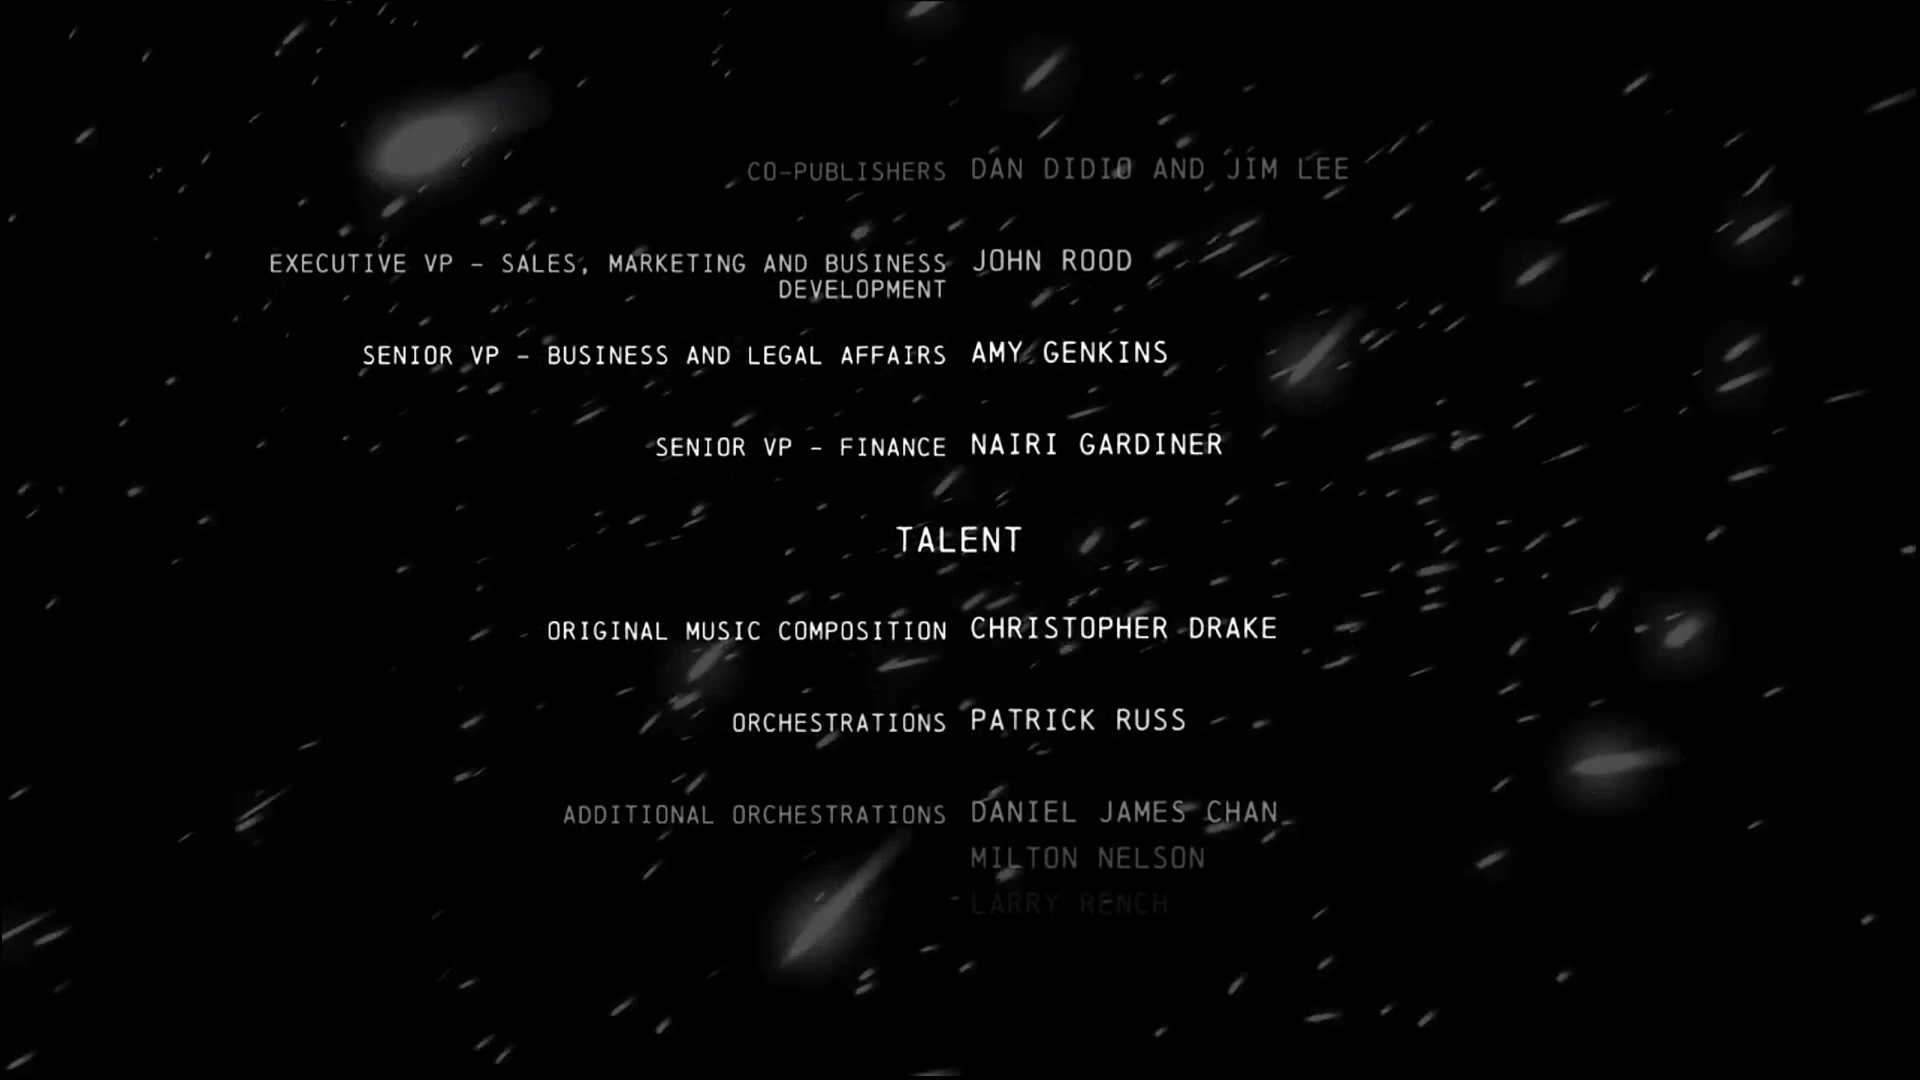 CO-PUBLISHERS DAN DIDIO AND JIM LEE
EXECUTIVE VP - SALES, MARKETING AND BUSINESS JOHN ROOD
DEVELOPMENT
SENIOR VP - BUSINESS AND LEGAL AFFAIRS AMY GENKINS
SENIOR VP - FINANCE NAIRI GARDINER
TALENT
ORIGINAL MUSIC COMPOSITION CHRISTOPHER DRAKE
ORCHESTRATIONS PATRICK RUSS
ADDITIONAL ORCHESTRATIONS DANIEL JAMES CHAN
MILTON NELSON
LARRY RENCH